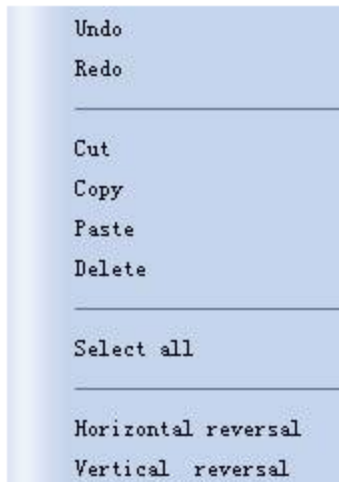 Undo
Redo
Cut
Copy
Paste
Delete
Select all
Horizontal reversal
Vertical  reversal